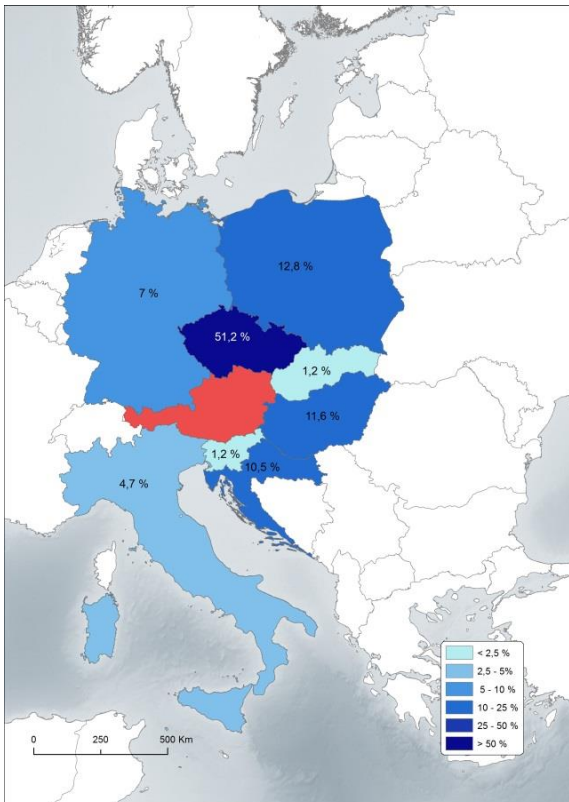 12,8 %
7 %
51,2 %
1,2 %
11,6 %
1,2 %
10,5 %
4,7 %
< 2,5 %
2,5 - 5%
5 - 10 %
10 - 25 %
25 - 50 %
> 50 %
0 250 500 Km